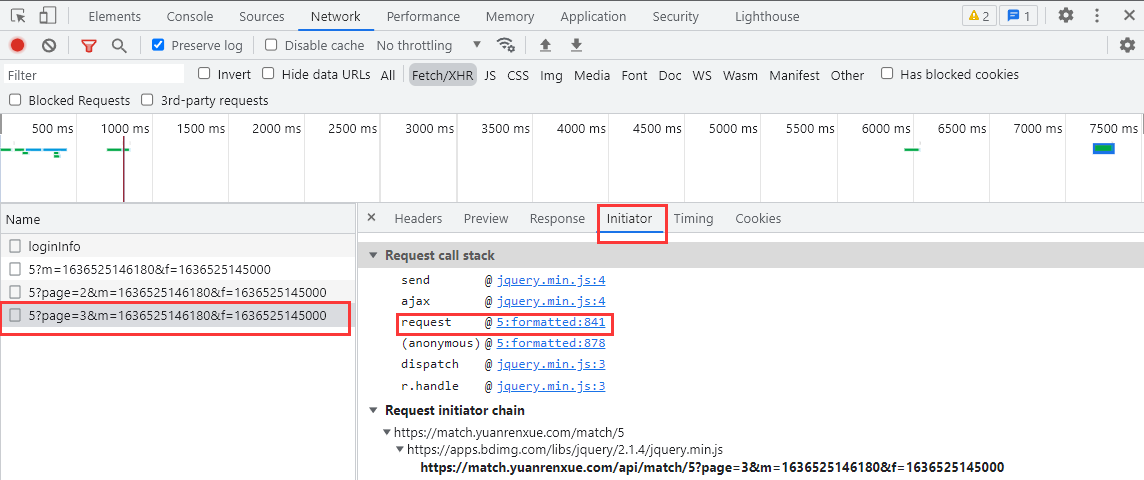 Elements Console Sources Network Performance Memory Application Security Lighthouse 2 1
Preserve log Disable cache No throttling
Filter Invert Hide data URLs All Fetch/XHR JS CSS Img Media Font Doc WS Wasm Manifest Other Has blocked cookies
Blocked Requests 3rd-party requests
500 ms 1000 ms 1500 ms 2000 ms 2500 ms 3000 ms 3500 ms 4000 ms 4500 ms 5000 ms 5500 ms 6000 ms 6500 ms 7000 ms 7500 ms
Name
loginInfo
5?m=1636525146180&f=1636525145000
5?page=2&m=1636525146180&f=1636525145000
5?page=3&m=1636525146180&f=1636525145000
× Headers Preview Response Initiator Timing Cookies
Request call stack
send @ jquery.min.js:4
ajax @ jquery.min.js:4
request @ 5:formatted:841
(anonymous) @ 5:formatted:878
dispatch @ jquery.min.js:3
r.handle @ jquery.min.js:3
Request initiator chain
https://match.yuanrenxue.com/match/5
https://apps.bdimg.com/libs/jquery/2.1.4/jquery.min.js
https://match.yuanrenxue.com/api/match/5?page=3&m=1636525146180&f=1636525145000